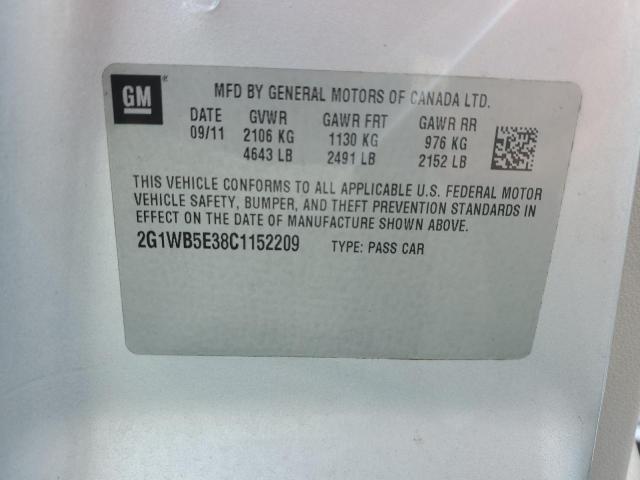 GM
MFD BY GENERAL MOTORS OF CANADA LTD.
DATE GVWR GAWR FRT GAWR RR
09/11 2106 KG 1130 KG 976 KG
4643 LB 2491 LB 2152 LB
THIS VEHICLE CONFORMS TO ALL APPLICABLE U.S. FEDERAL MOTOR
VEHICLE SAFETY, BUMPER, AND THEFT PREVENTION STANDARDS IN
EFFECT ON THE DATE OF MANUFACTURE SHOWN ABOVE.
2G1WB5E38C1152209 TYPE: PASS CAR